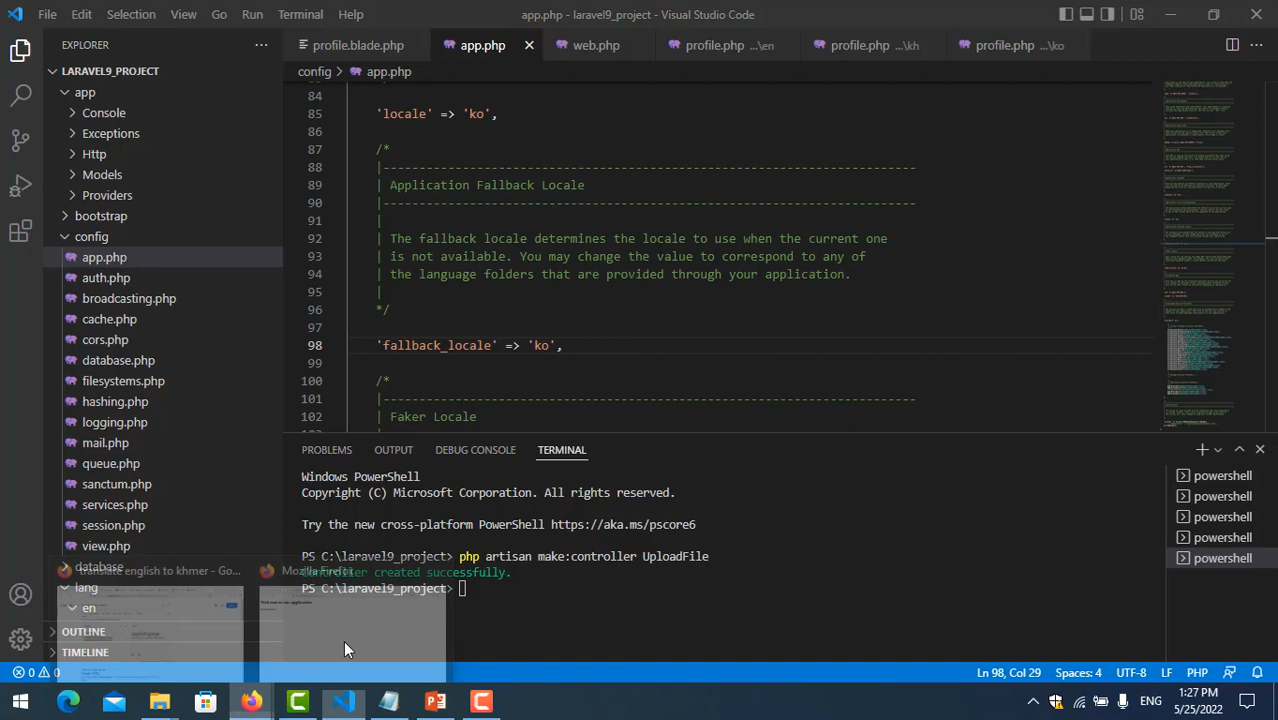 File Edit Selection View Go Run Terminal Help app.php - laravel9_project - Visual Studio Code
EXPLORER
profile.blade.php app.php web.php profile.php ...\en profile.php ...\kh profile.php ...\ko
LARAVEL9_PROJECT
config > app.php
app
Console
Exceptions
Http
Models
Providers
bootstrap
config
app.php
auth.php
broadcasting.php
cache.php
cors.php
database.php
filesystems.php
hashing.php
logging.php
mail.php
queue.php
sanctum.php
services.php
session.php
view.php
database
lang
en
OUTLINE
TIMELINE
84
85 'locale' => 'ko',
86
87 /*
88 |--------------------------------------------------------------------------
89 | Application Fallback Locale
90 |--------------------------------------------------------------------------
91 |
92 | The fallback locale determines the locale to use when the current one
93 | is not available. You may change the value to correspond to any of
94 | the language folders that are provided through your application.
95 |
96 */
97
98 'fallback_locale' => 'ko',
99
100 /*
101 |--------------------------------------------------------------------------
102 | Faker Locale
PROBLEMS OUTPUT DEBUG CONSOLE TERMINAL
Windows PowerShell
Copyright (C) Microsoft Corporation. All rights reserved.
Try the new cross-platform PowerShell https://aka.ms/pscore6
PS C:\laravel9_project> php artisan make:controller UploadFile
Controller created successfully.
PS C:\laravel9_project>
powershell
powershell
powershell
powershell
powershell
translate english to khmer - Go...
Mozilla Firefox
0 0 Ln 98, Col 29 Spaces: 4 UTF-8 LF PHP
ENG
1:27 PM
5/25/2022